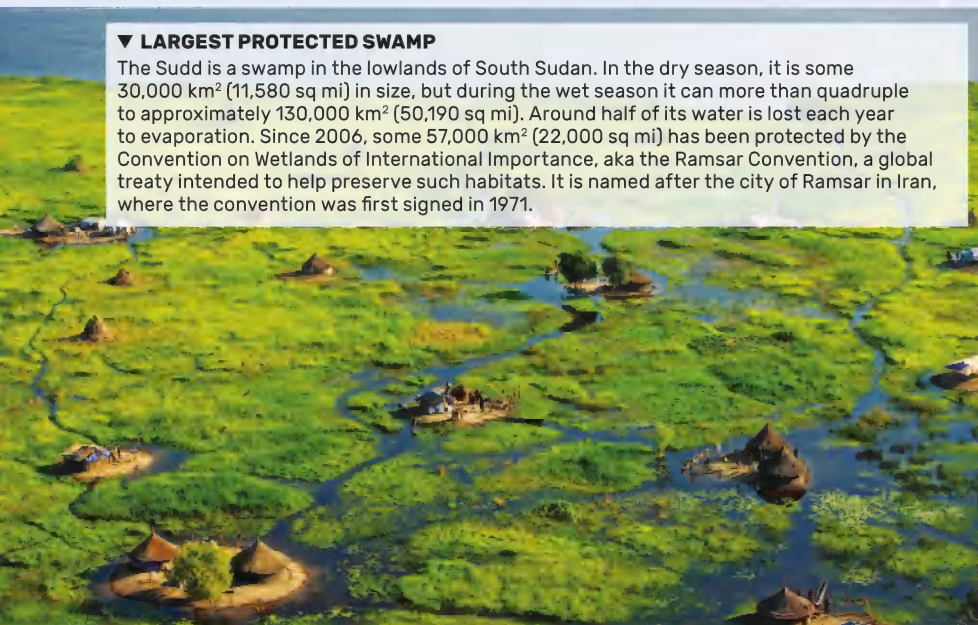 ▼ LARGEST PROTECTED SWAMP
The Sudd is a swamp in the lowlands of South Sudan. In the dry season, it is some
30,000 km² (11,580 sq mi) in size, but during the wet season it can more than quadruple
to approximately 130,000 km² (50,190 sq mi). Around half of its water is lost each year
to evaporation. Since 2006, some 57,000 km² (22,000 sq mi) has been protected by the
Convention on Wetlands of International Importance, aka the Ramsar Convention, a global
treaty intended to help preserve such habitats. It is named after the city of Ramsar in Iran,
where the convention was first signed in 1971.